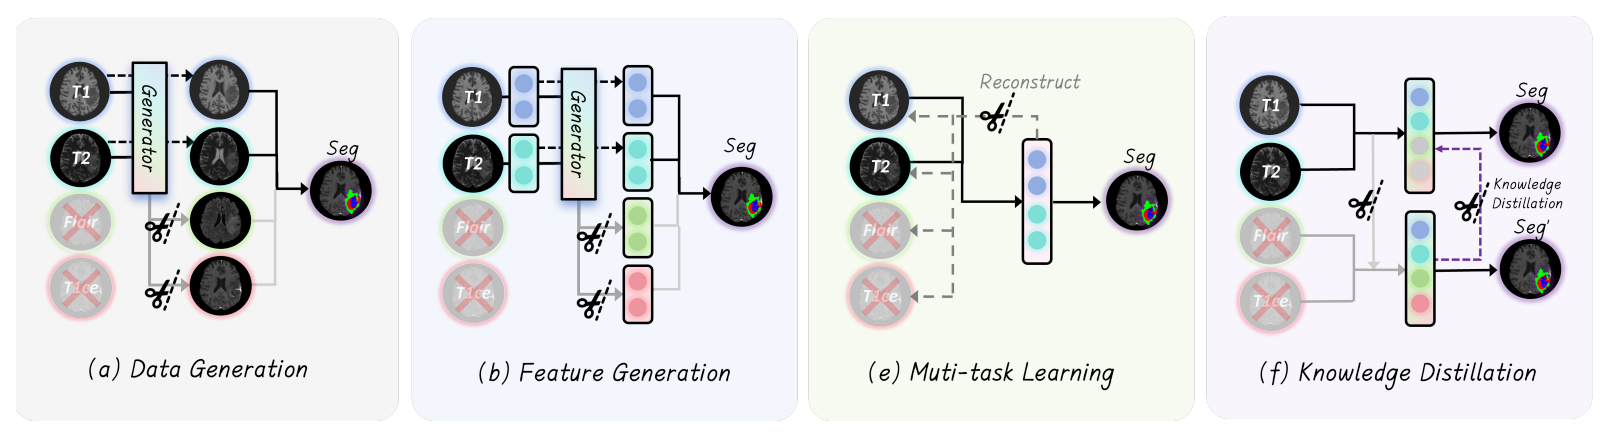 T1
T2
Flair
T1ce
Generator
Seg
(a) Data Generation
T1
T2
Flair
T1ce
Generator
Seg
(b) Feature Generation
T1
T2
Flair
T1ce
Reconstruct
Seg
(e) Muti-task Learning
T1
T2
Flair
T1ce
Seg
Knowledge
Distillation
Seg'
(f) Knowledge Distillation